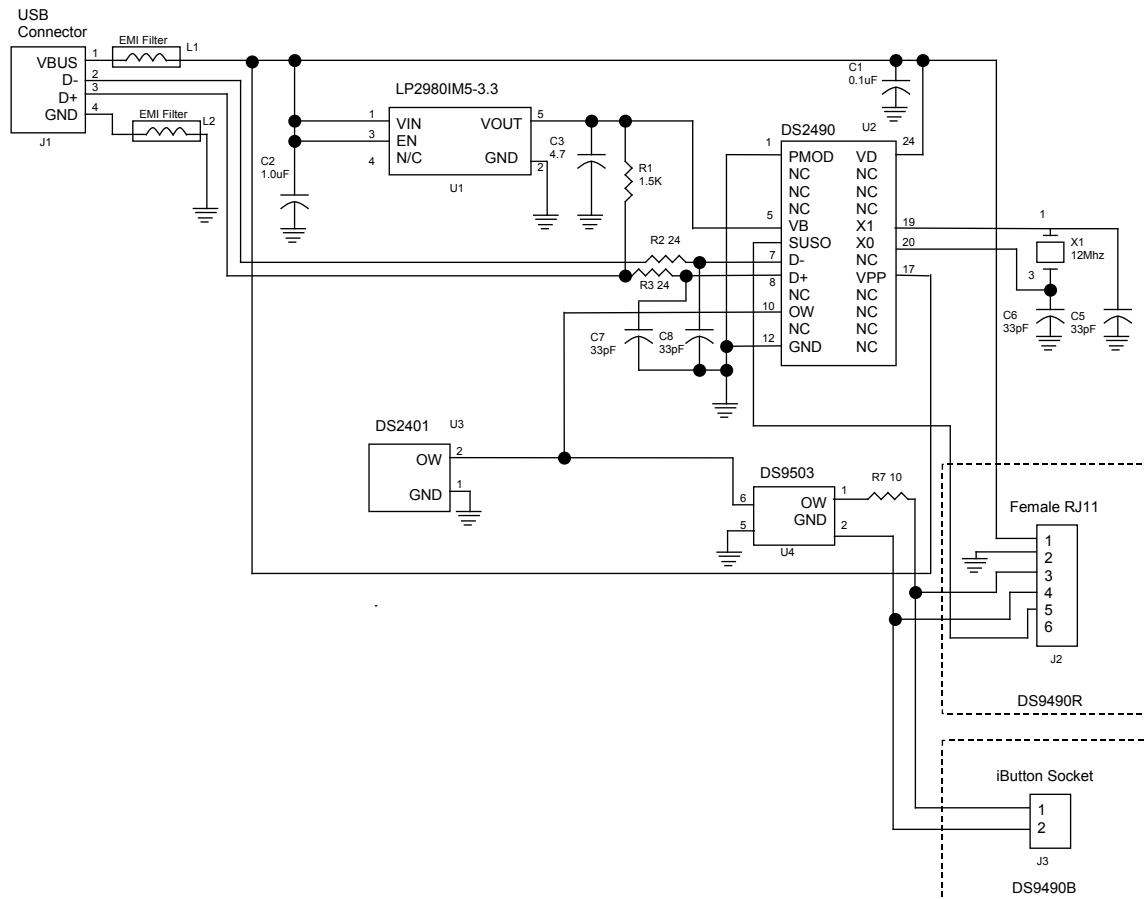 USB
Connector
VBUS
D-
D+
GND
1
2
3
4
J1
EMI Filter
L1
EMI Filter
L2
C2
1.0uF
LP2980IM5-3.3
1
3
4
VIN
EN
N/C
VOUT
GND
5
2
U1
C3
4.7
R1
1.5K
C1
0.1uF
DS2490
U2
1
5
7
8
10
12
PMOD
NC
NC
NC
VB
SUSO
D-
D+
NC
OW
NC
GND
VD
NC
NC
NC
X1
X0
NC
VPP
NC
NC
NC
NC
24
19
20
17
R2 24
R3 24
C7
33pF
C8
33pF
1
X1
12Mhz
3
C6
33pF
C5
33pF
DS2401
U3
OW
GND
2
1
DS9503
6
5
OW
GND
1
2
U4
R7 10
Female RJ11
1
2
3
4
5
6
J2
DS9490R
iButton Socket
1
2
J3
DS9490B